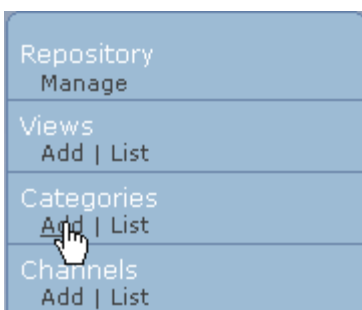 Repository
Manage
Views
Add | List
Categories
Add | List
Channels
Add | List